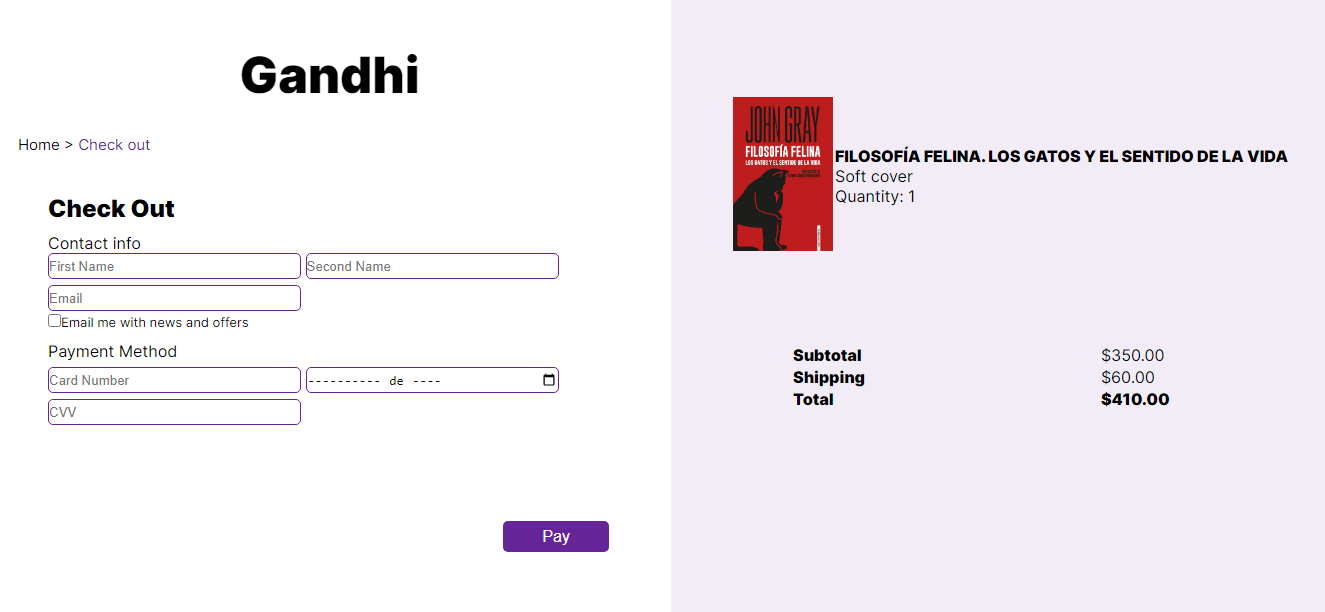 Gandhi
Home > Check out
Check Out
Contact info
First Name Second Name
Email
Email me with news and offers
Payment Method
Card Number ---------- de ----
CVV
Pay
JOHN GRAY
FILOSOFÍA FELINA
LOS GATOS Y EL SENTIDO DE LA VIDA
FILOSOFÍA FELINA. LOS GATOS Y EL SENTIDO DE LA VIDA
Soft cover
Quantity: 1
Subtotal $350.00
Shipping $60.00
Total $410.00